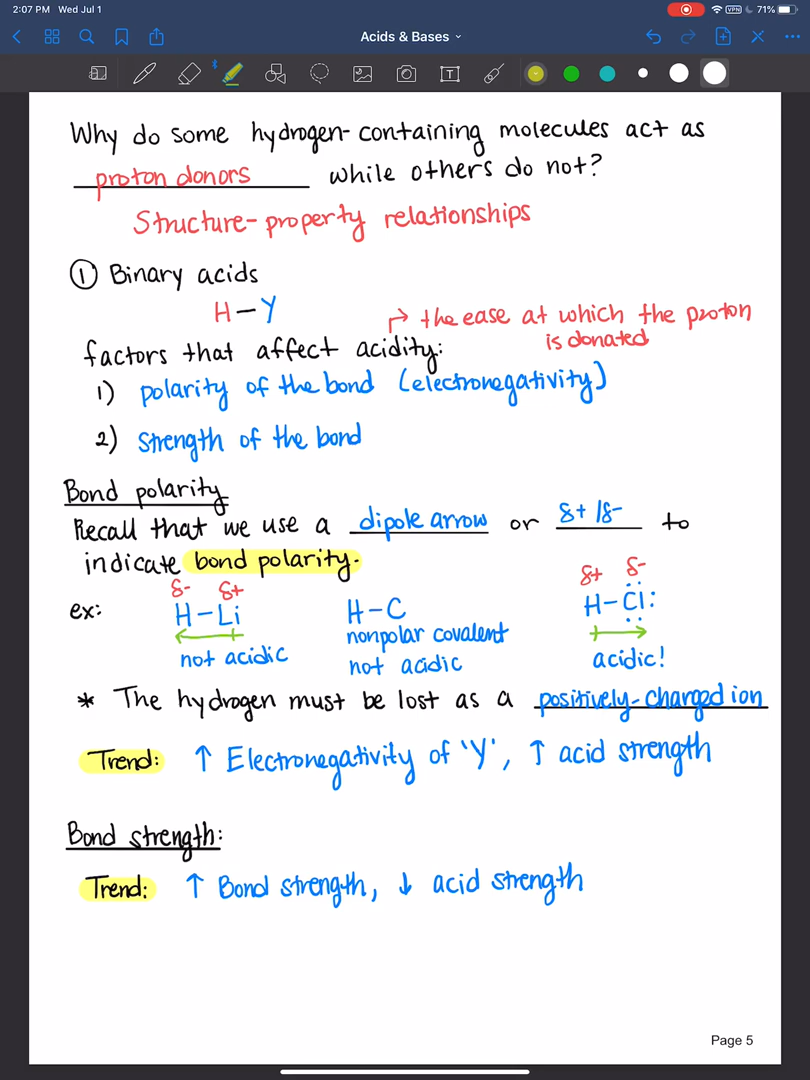 2:07 PM Wed Jul 1
VPN 71%
Acids & Bases
Why do some hydrogen-containing molecules act as
proton donors while others do not?
Structure-property relationships
① Binary acids
H-Y
↱ the ease at which the proton
is donated
factors that affect acidity:
1) polarity of the bond (electronegativity)
2) strength of the bond
Bond polarity
Recall that we use a dipole arrow or δ+/δ- to
indicate bond polarity.
δ- δ+
δ+ δ-
ex: H-Li H-C H-Cl:
nonpolar covalent
not acidic not acidic acidic!
* The hydrogen must be lost as a positively-charged ion
Trend: ↑ Electronegativity of 'Y', ↑ acid strength
Bond strength:
Trend: ↑ Bond strength, ↓ acid strength
Page 5